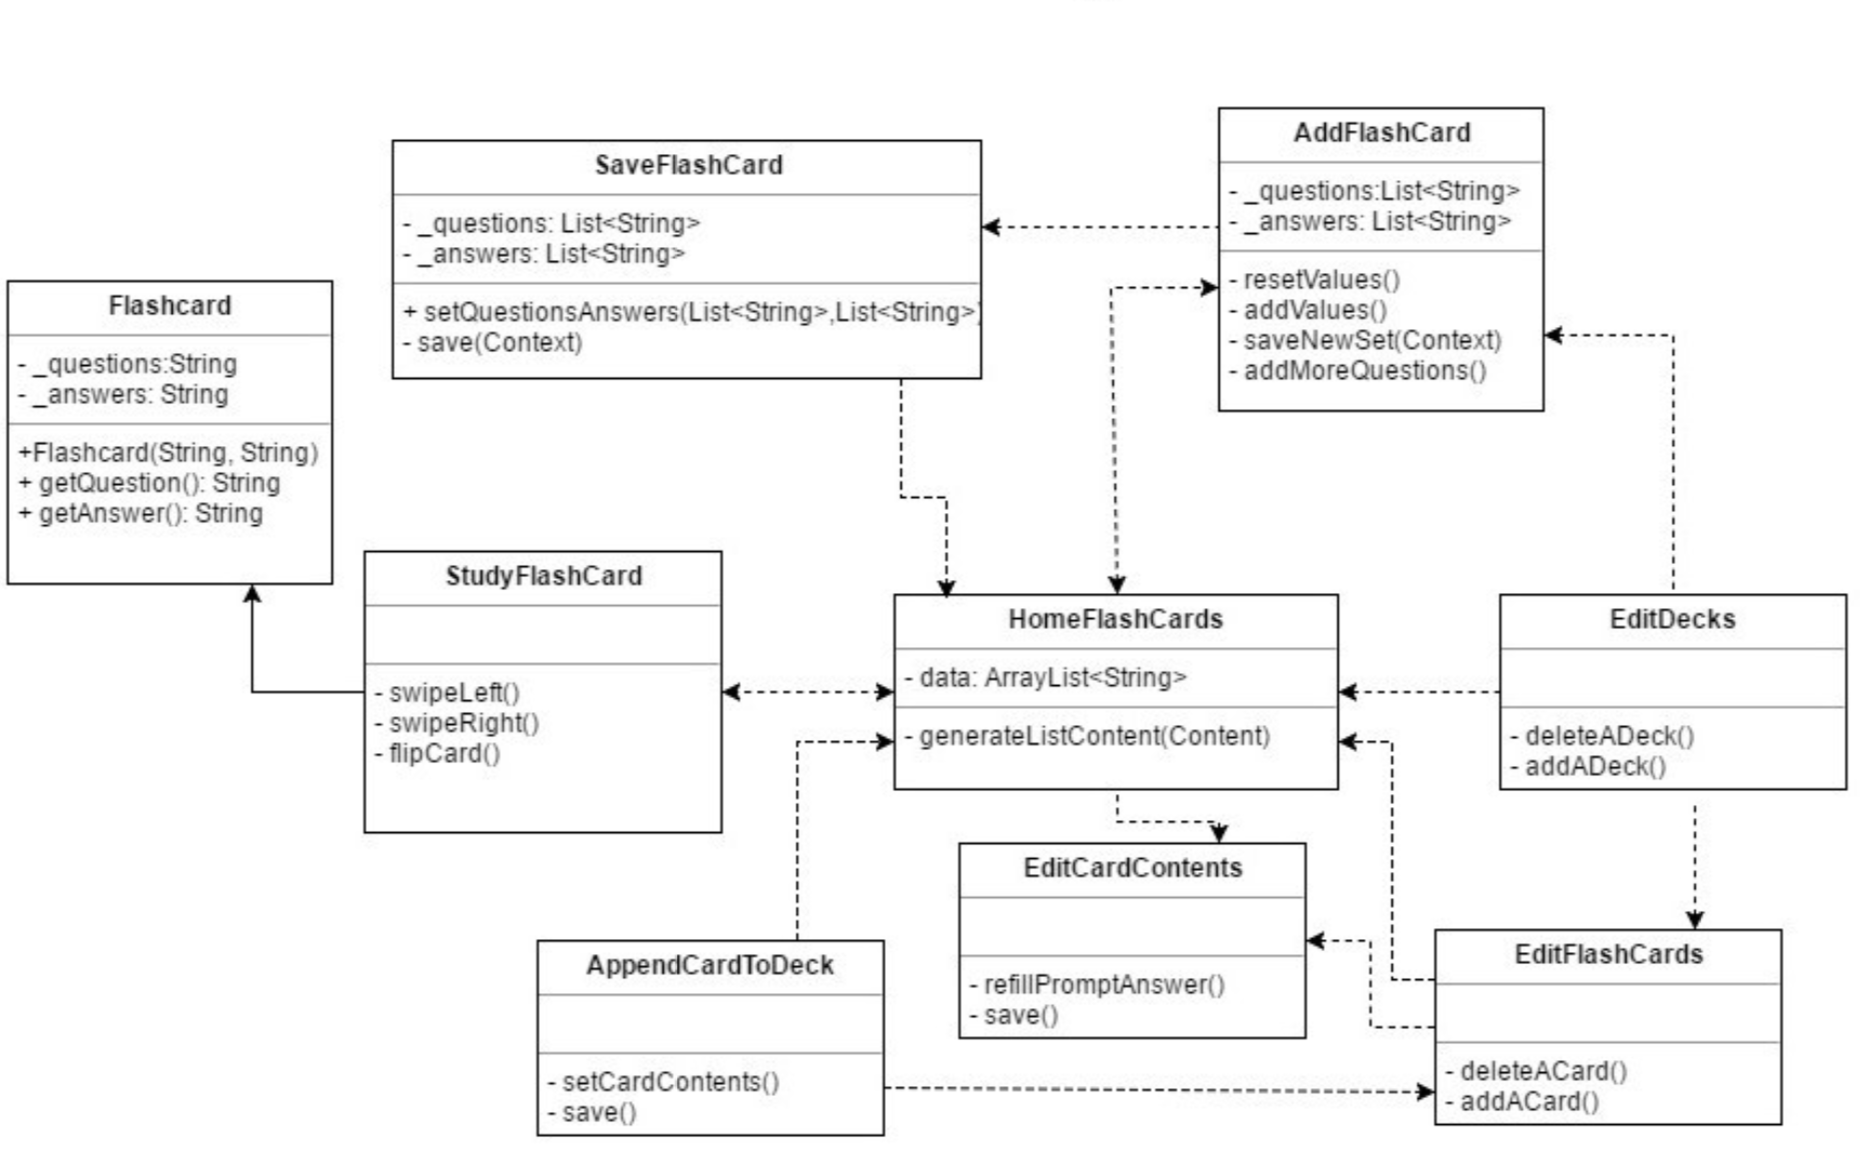 AddFlashCard
- _questions:List<String>
- _answers: List<String>
- resetValues()
- addValues()
- saveNewSet(Context)
- addMoreQuestions()
SaveFlashCard
- _questions: List<String>
- _answers: List<String>
+ setQuestionsAnswers(List<String>,List<String>)
- save(Context)
Flashcard
- _questions:String
- _answers: String
+Flashcard(String, String)
+ getQuestion(): String
+ getAnswer(): String
StudyFlashCard
- swipeLeft()
- swipeRight()
- flipCard()
HomeFlashCards
- data: ArrayList<String>
- generateListContent(Content)
EditDecks
- deleteADeck()
- addADeck()
EditCardContents
- refillPromptAnswer()
- save()
AppendCardToDeck
- setCardContents()
- save()
EditFlashCards
- deleteACard()
- addACard()